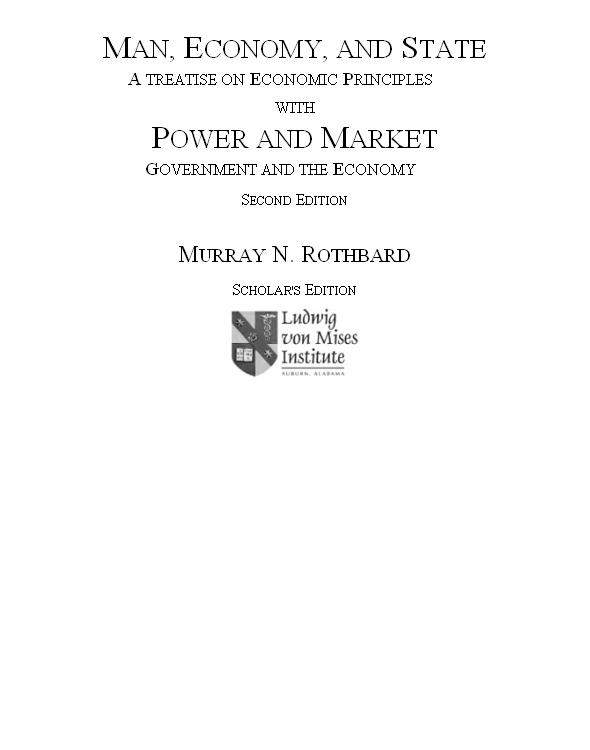 MAN, ECONOMY, AND STATE
A TREATISE ON ECONOMIC PRINCIPLES
WITH
POWER AND MARKET
GOVERNMENT AND THE ECONOMY
SECOND EDITION
MURRAY N. ROTHBARD
SCHOLAR'S EDITION
Ludwig
von Mises
Institute
AUBURN, ALABAMA